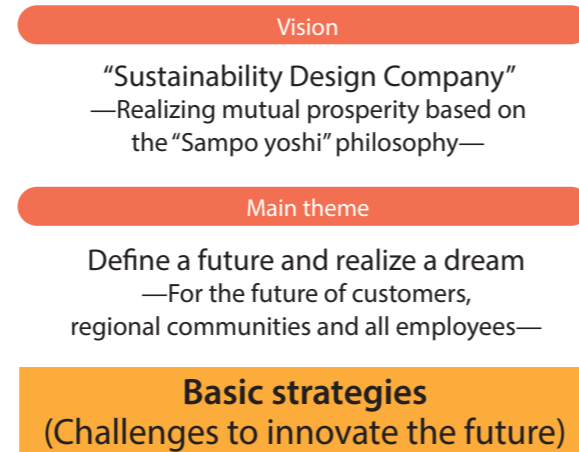 Vision
“Sustainability Design Company”
—Realizing mutual prosperity based on
the “Sampo yoshi” philosophy—
Main theme
Define a future and realize a dream
—For the future of customers,
regional communities and all employees—
Basic strategies
(Challenges to innovate the future)